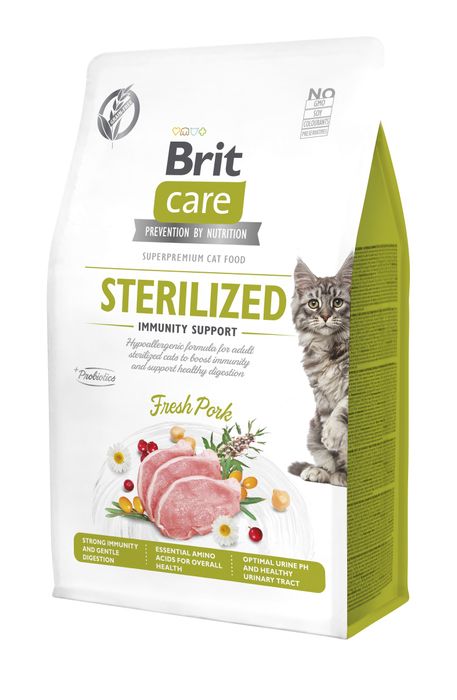 GRAIN-FREE
NO
GMO
SOY
COLOURANTS
PRESERVATIVES
Brit
care
PREVENTION BY NUTRITION
SUPERPREMIUM CAT FOOD
STERILIZED
IMMUNITY SUPPORT
Hypoallergenic formula for adult
sterilized cats to boost immunity
and support healthy digestion
+Probiotics
Fresh Pork
STRONG IMMUNITY
AND GENTLE
DIGESTION
ESSENTIAL AMINO
ACIDS FOR OVERALL
HEALTH
OPTIMAL URINE PH
AND HEALTHY
URINARY TRACT